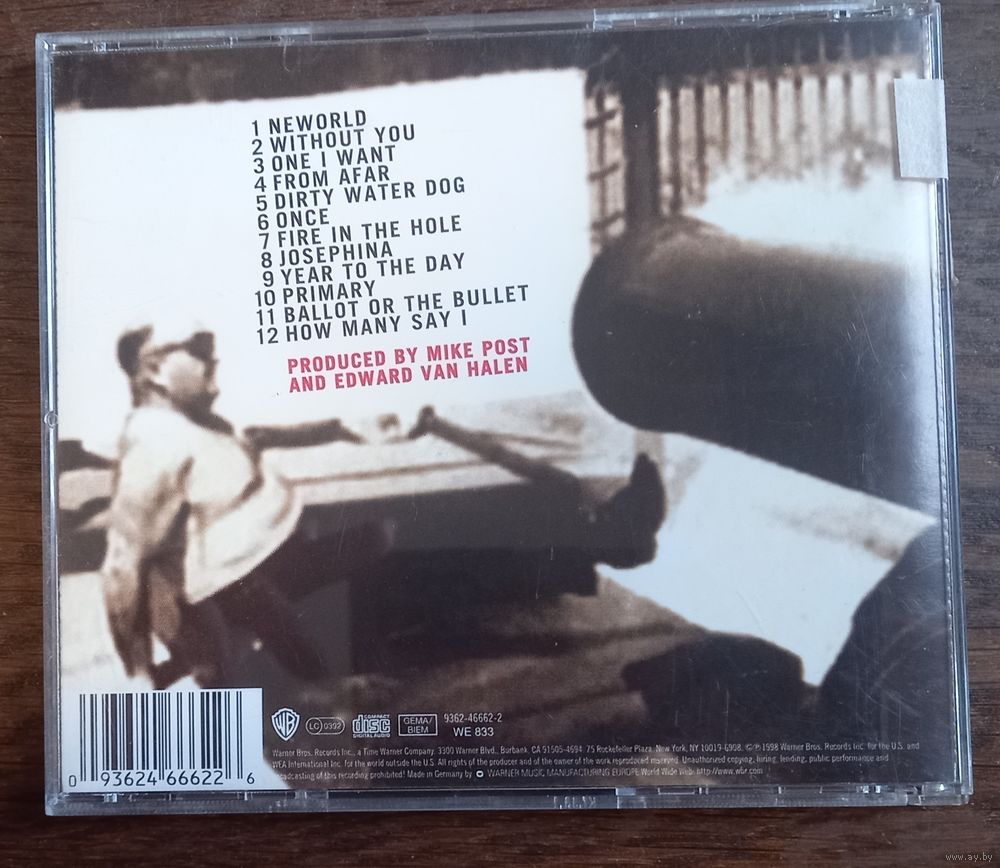 1 NEWORLD
2 WITHOUT YOU
3 ONE I WANT
4 FROM AFAR
5 DIRTY WATER DOG
6 ONCE
7 FIRE IN THE HOLE
8 JOSEPHINA
9 YEAR TO THE DAY
10 PRIMARY
11 BALLOT OR THE BULLET
12 HOW MANY SAY I
PRODUCED BY MIKE POST
AND EDWARD VAN HALEN
0 93624 66622 6
WB
LC 0392
COMPACT
disc
DIGITAL AUDIO
GEMA/
BIEM
9362-46662-2
WE 833
Warner Bros. Records Inc., a Time Warner Company, 3300 Warner Blvd., Burbank, CA 91505-4694. 75 Rockefeller Plaza, New York, NY 10019-6908. ©℗ 1998 Warner Bros. Records Inc. for the U.S. and
WEA International Inc. for the world outside the U.S. All rights of the producer and of the owner of the work reproduced reserved. Unauthorized copying, hiring, lending, public performance and
broadcasting of this recording prohibited! Made in Germany by WARNER MUSIC MANUFACTURING EUROPE World Wide Web: http://www.wbr.com
www.ay.by